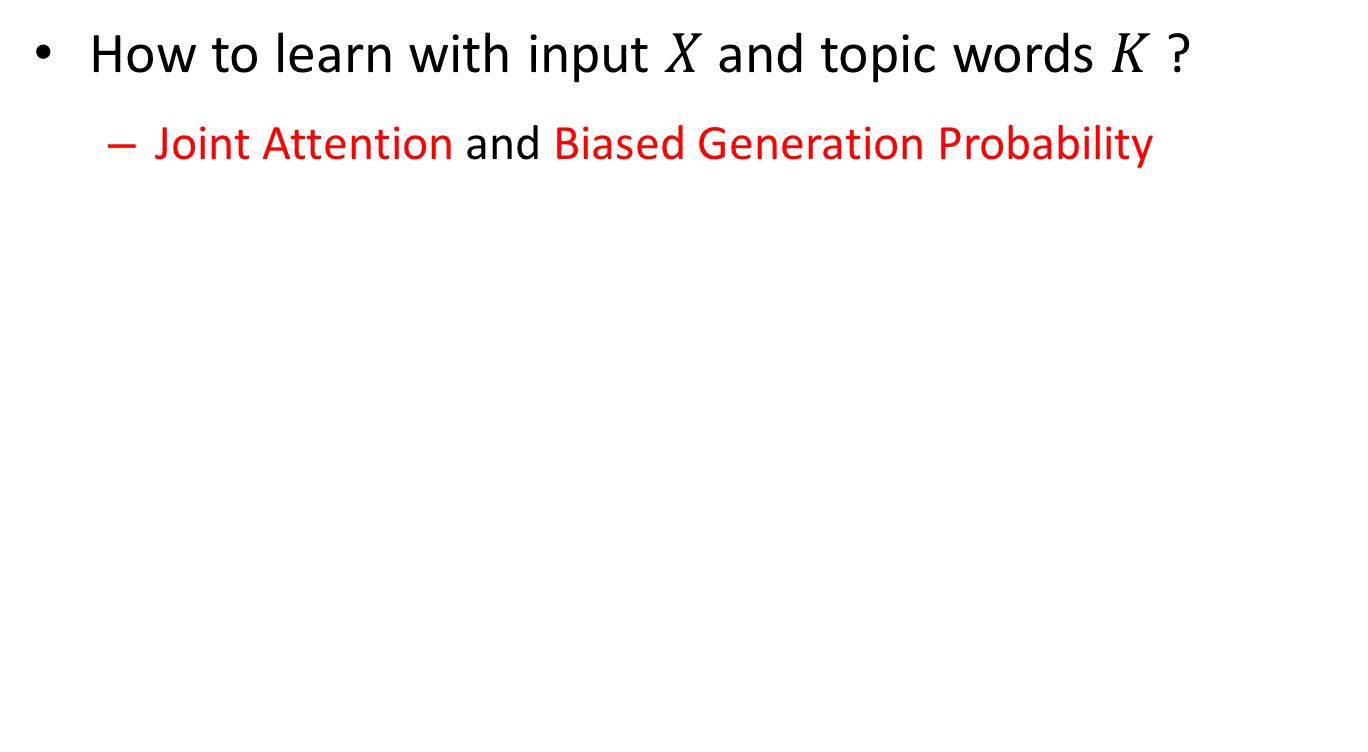 • How to learn with input X and topic words K ?
– Joint Attention and Biased Generation Probability